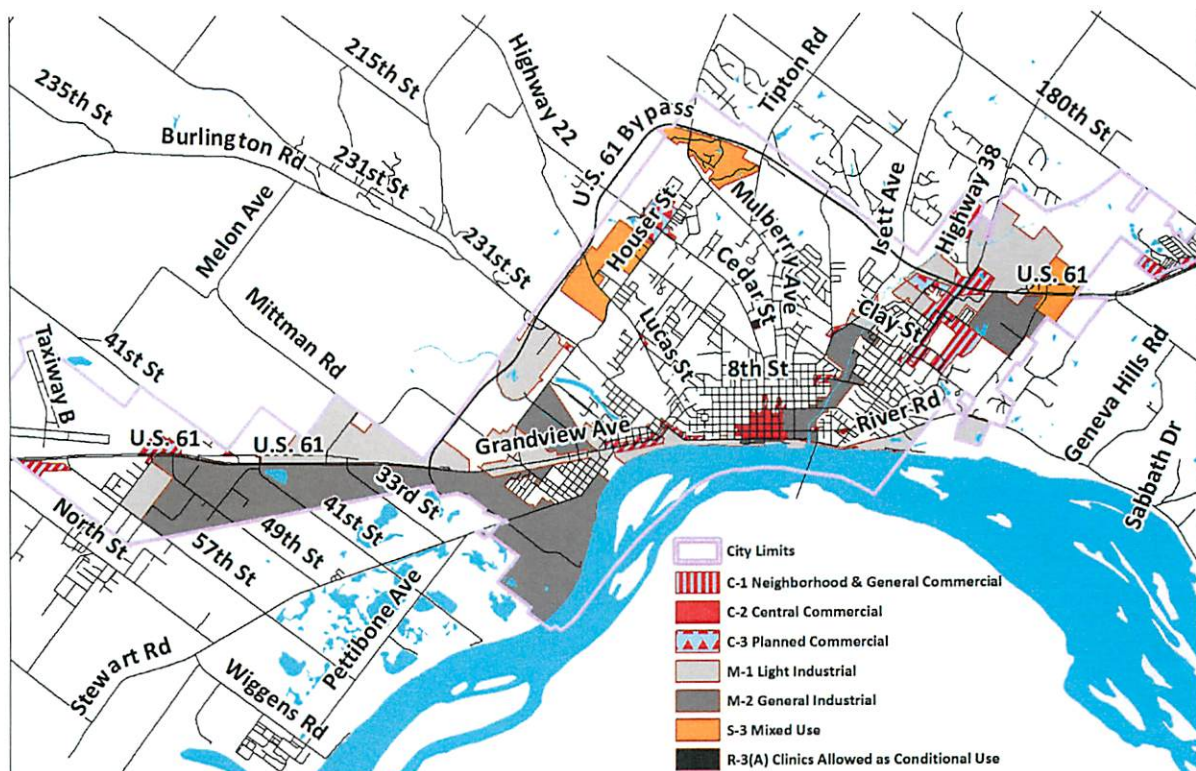 235th St
215th St
Highway 22
Tipton Rd
180th St
Burlington Rd
231st St
U.S. 61 Bypass
Melon Ave
231st St
Houser St
Mulberry Ave
Cedar St
Isett Ave
Highway 38
U.S. 61
Mittman Rd
Lucas St
Clay St
41st St
Taxiway B
8th St
Geneva Hills Rd
River Rd
U.S. 61
U.S. 61
Grandview Ave
Sabbath Dr
33rd St
41st St
49th St
North St
57th St
Pettibone Ave
Stewart Rd
Wiggens Rd
City Limits
C-1 Neighborhood & General Commercial
C-2 Central Commercial
C-3 Planned Commercial
M-1 Light Industrial
M-2 General Industrial
S-3 Mixed Use
R-3(A) Clinics Allowed as Conditional Use